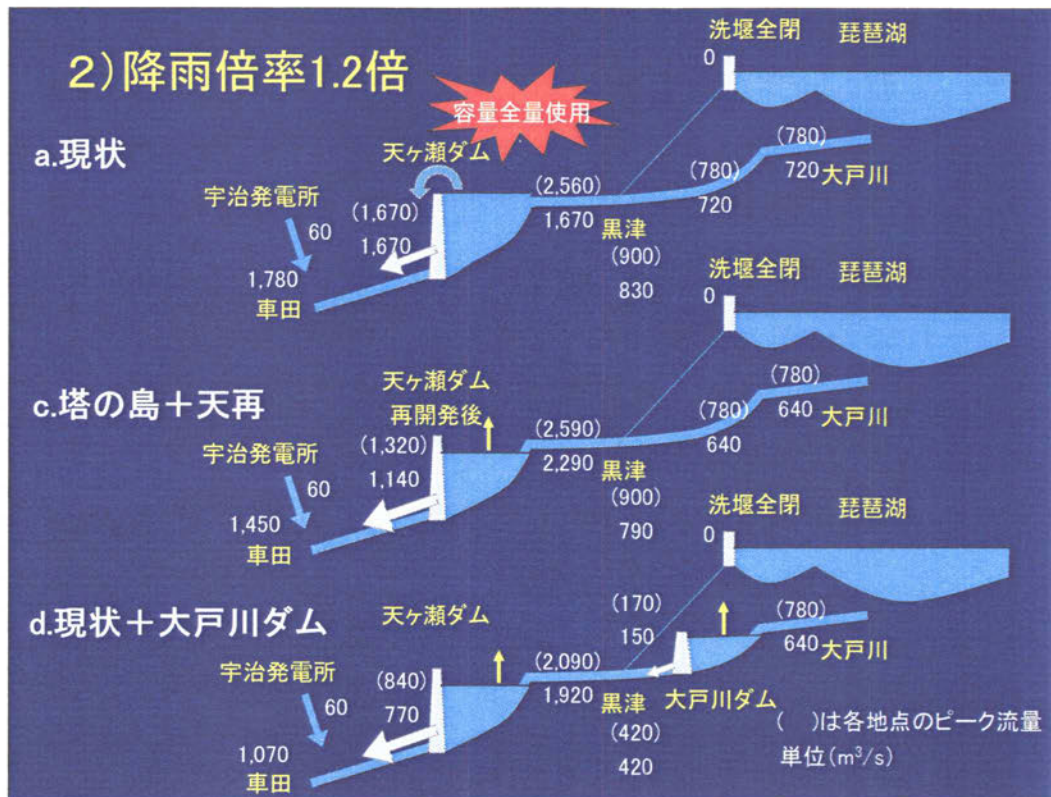 2)降雨倍率1.2倍
洗堰全閉 琵琶湖
0
容量全量使用
a.現状
天ヶ瀬ダム
宇治発電所
60
(1,670)
1,670
(2,560)
1,670
黒津
(900)
830
(780)
720
(780)
720
大戸川
1,780
車田
洗堰全閉 琵琶湖
0
c.塔の島+天再
天ヶ瀬ダム
再開発後
宇治発電所
60
(1,320)
1,140
(2,590)
2,290
黒津
(900)
790
(780)
640
(780)
640
大戸川
1,450
車田
洗堰全閉 琵琶湖
0
d.現状+大戸川ダム
天ヶ瀬ダム
宇治発電所
60
(840)
770
(2,090)
1,920
黒津
(420)
420
(170)
150
大戸川ダム
(780)
640
大戸川
1,070
車田
( )は各地点のピーク流量
単位(m³/s)